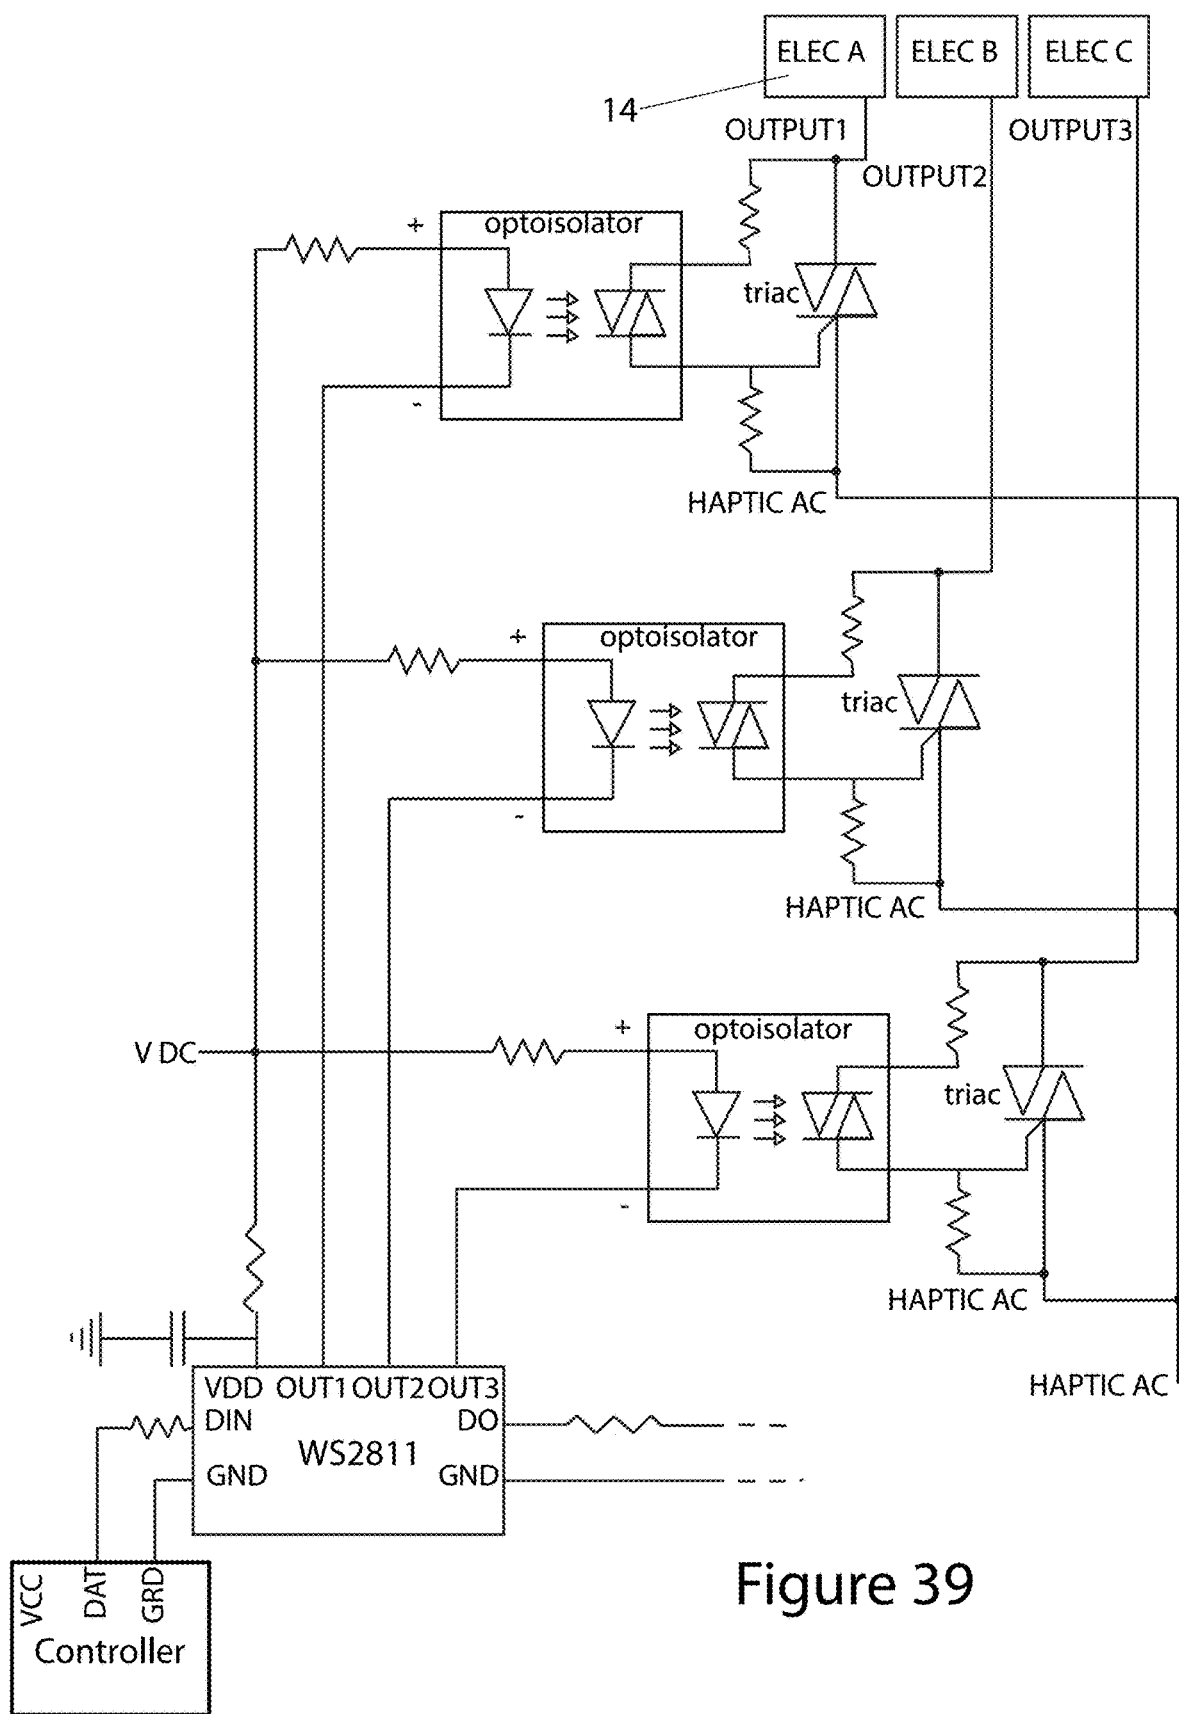 ELEC A ELEC B ELEC C
14
OUTPUT1 OUTPUT3
OUTPUT2
+ optoisolator
triac
-
HAPTIC AC
+ optoisolator
triac
-
HAPTIC AC
+ optoisolator
V DC
triac
-
HAPTIC AC
HAPTIC AC
VDD OUT1 OUT2 OUT3
DIN DO
WS2811
GND GND
VCC DAT GRD
Controller
Figure 39